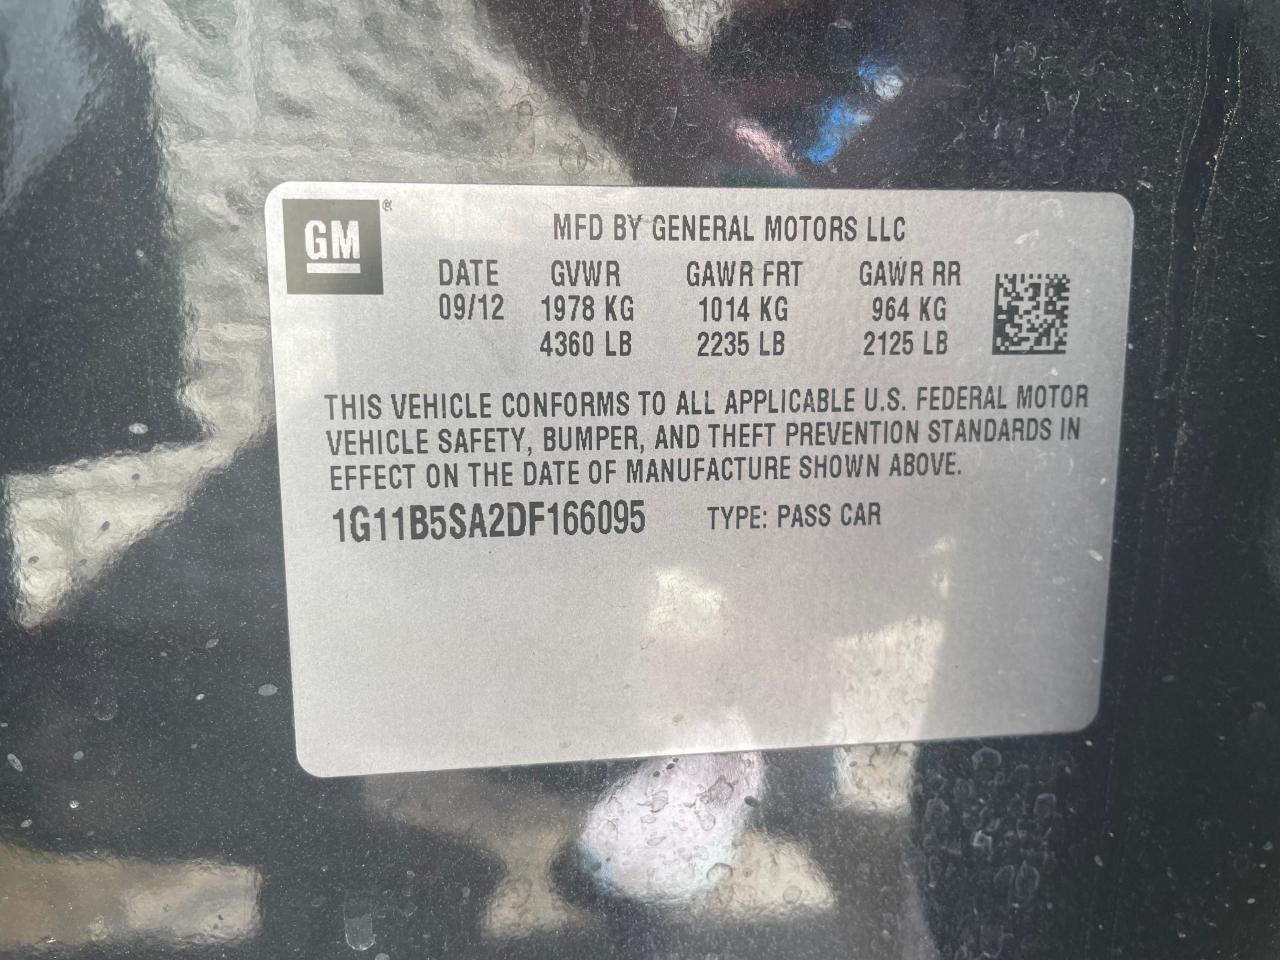 GM®
MFD BY GENERAL MOTORS LLC
DATE GVWR GAWR FRT GAWR RR
09/12 1978 KG 1014 KG 964 KG
4360 LB 2235 LB 2125 LB
THIS VEHICLE CONFORMS TO ALL APPLICABLE U.S. FEDERAL MOTOR
VEHICLE SAFETY, BUMPER, AND THEFT PREVENTION STANDARDS IN
EFFECT ON THE DATE OF MANUFACTURE SHOWN ABOVE.
1G11B5SA2DF166095 TYPE: PASS CAR